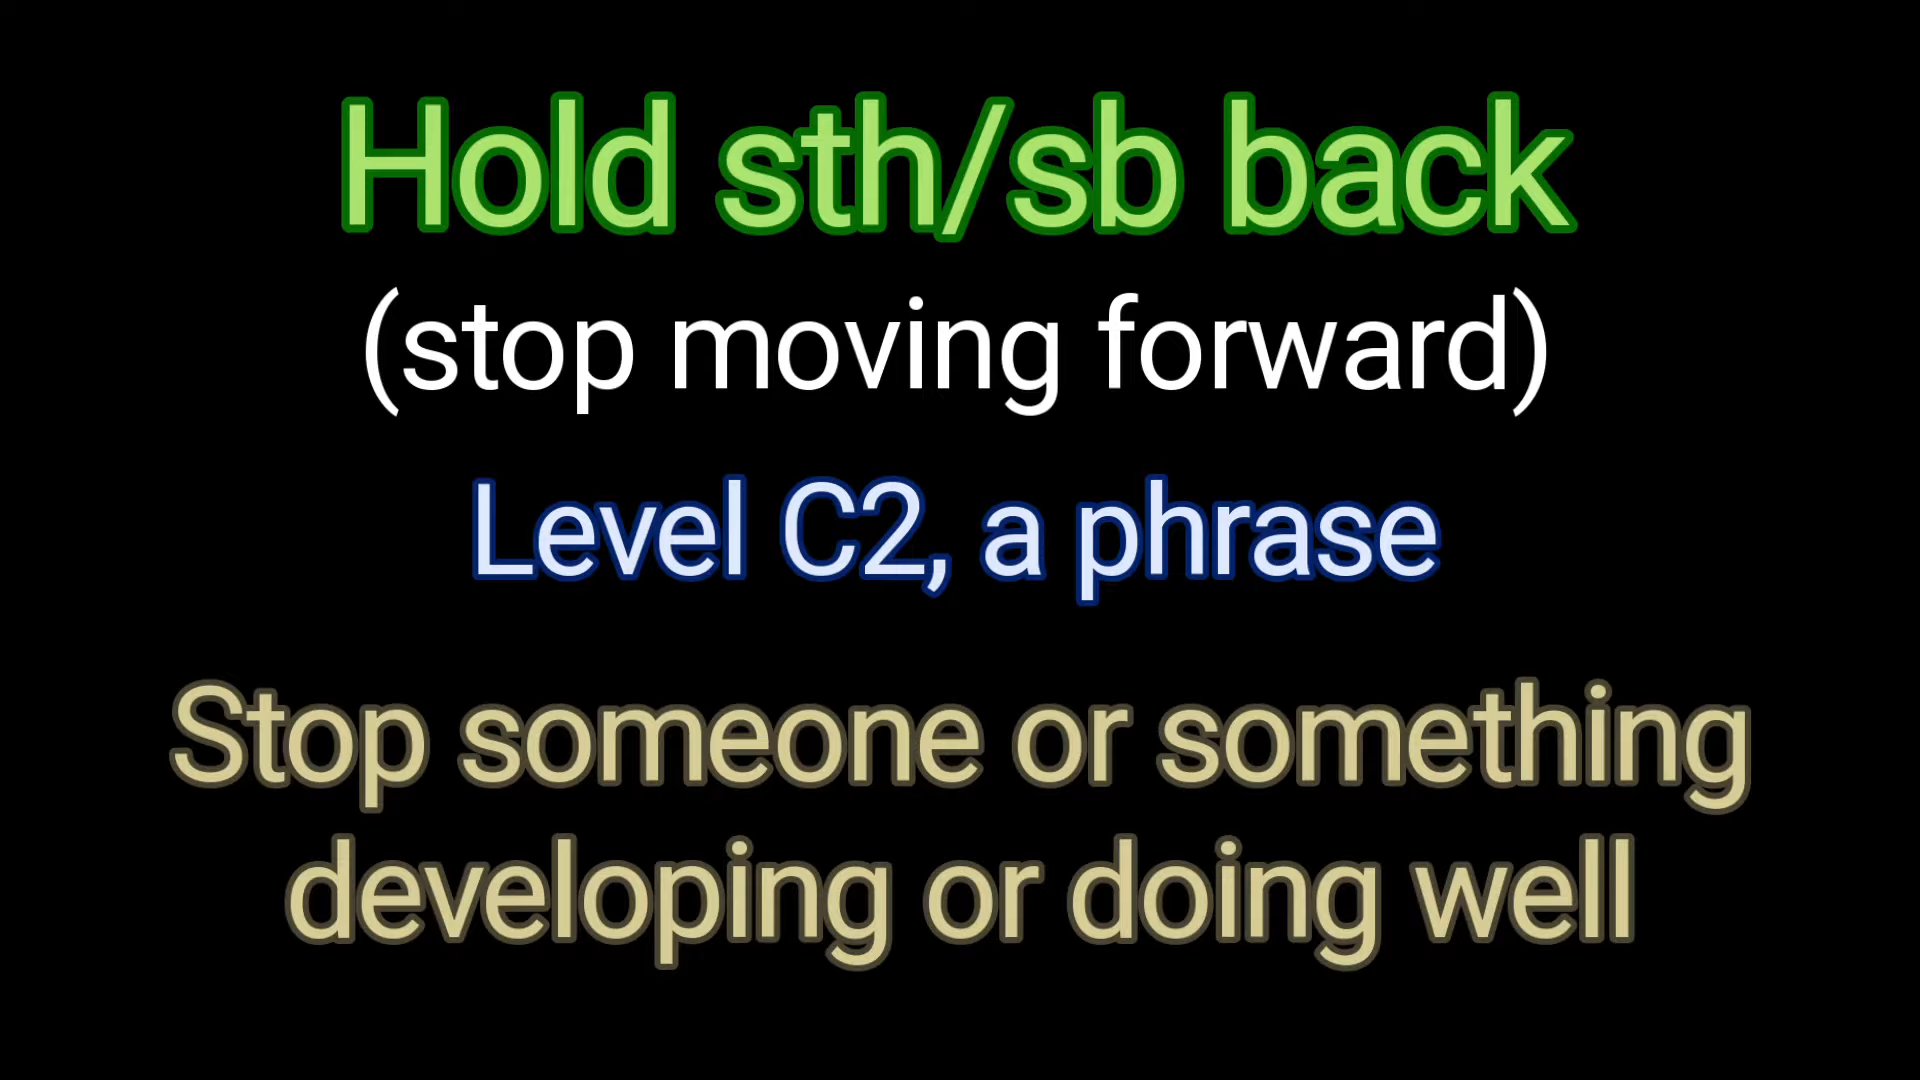 Hold sth/sb back
(stop moving forward)
Level C2, a phrase
Stop someone or something
developing or doing well